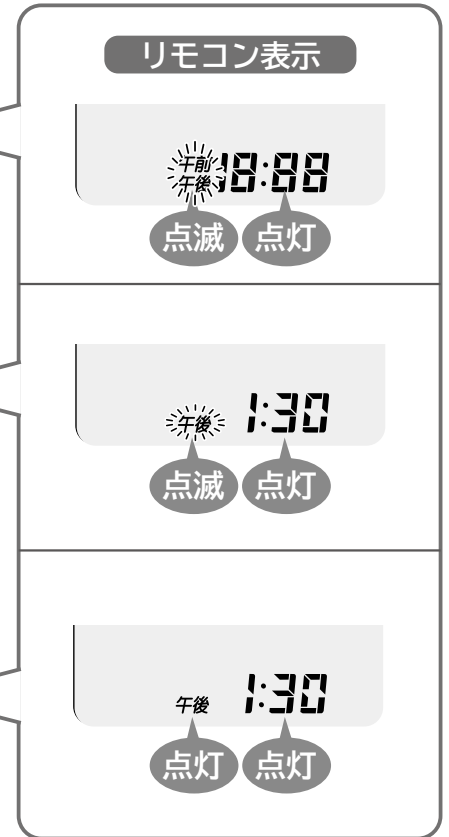 リモコン表示
午前
午後 18:88
点滅 点灯
午後 1:30
点滅 点灯
午後 1:30
点灯 点灯